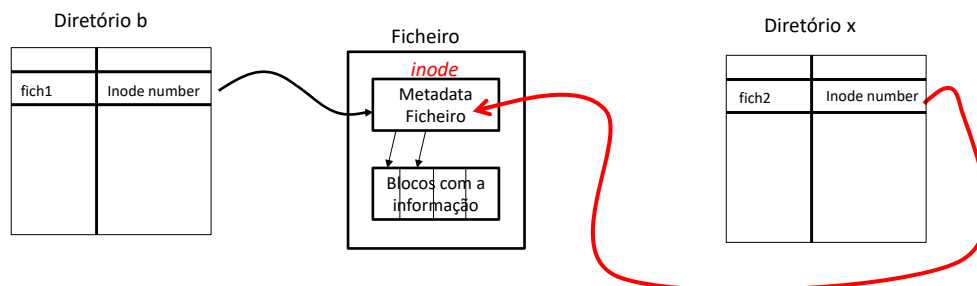 Diretório b
fich1
Inode number
Ficheiro
inode
Metadata
Ficheiro
Blocos com a
informação
Diretório x
fich2
Inode number